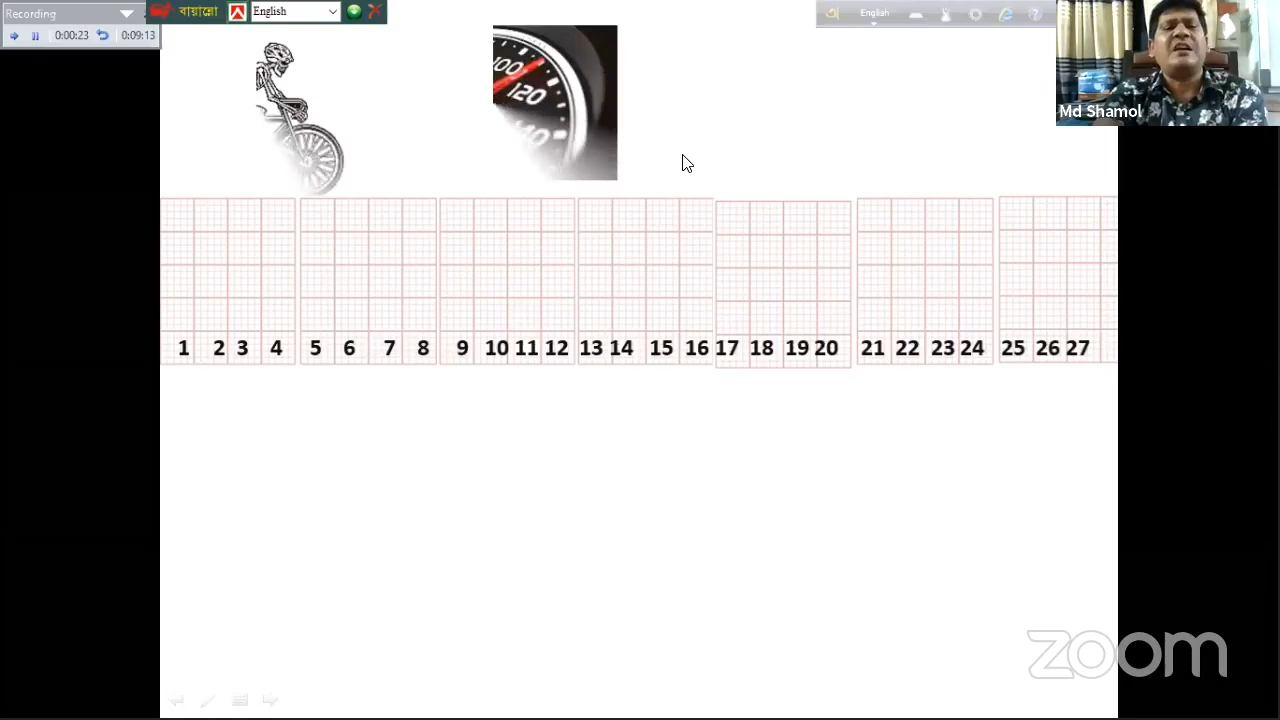 Recording
0:00:23 0:09:13
বায়ান্নো English
English
100
120
Md Shamol
1 2 3 4 5 6 7 8 9 10 11 12 13 14 15 16 17 18 19 20 21 22 23 24 25 26 27
zoom